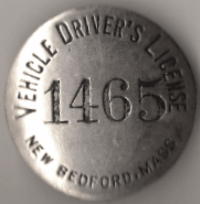 VEHICLE DRIVER'S LICENSE
1465
NEW BEDFORD, MASS.